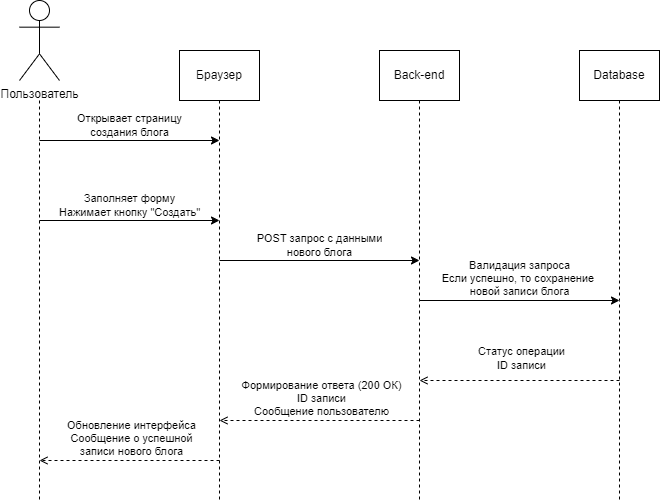 Пользователь
Браузер
Back-end
Database
Открывает страницу
создания блога
Заполняет форму
Нажимает кнопку "Создать"
POST запрос с данными
нового блога
Валидация запроса
Если успешно, то сохранение
новой записи блога
Статус операции
ID записи
Формирование ответа (200 ОК)
ID записи
Сообщение пользователю
Обновление интерфейса
Сообщение о успешной
записи нового блога